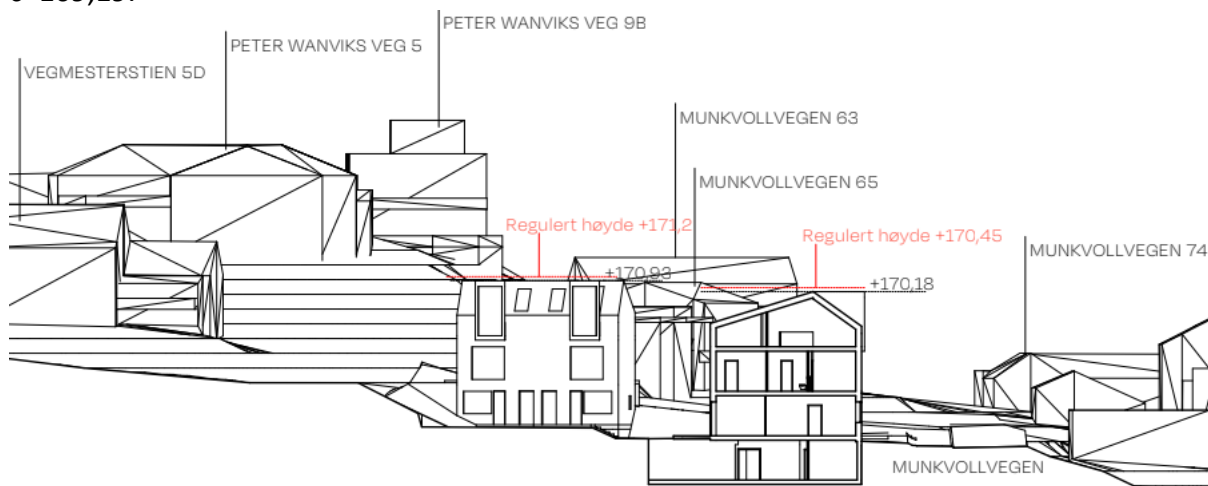 PETER WANVIKS VEG 9B
PETER WANVIKS VEG 5
VEGMESTERSTIEN 5D
MUNKVOLLVEGEN 63
MUNKVOLLVEGEN 65
Regulert høyde +171,2
Regulert høyde +170,45
MUNKVOLLVEGEN 74
+170,93
+170,18
MUNKVOLLVEGEN